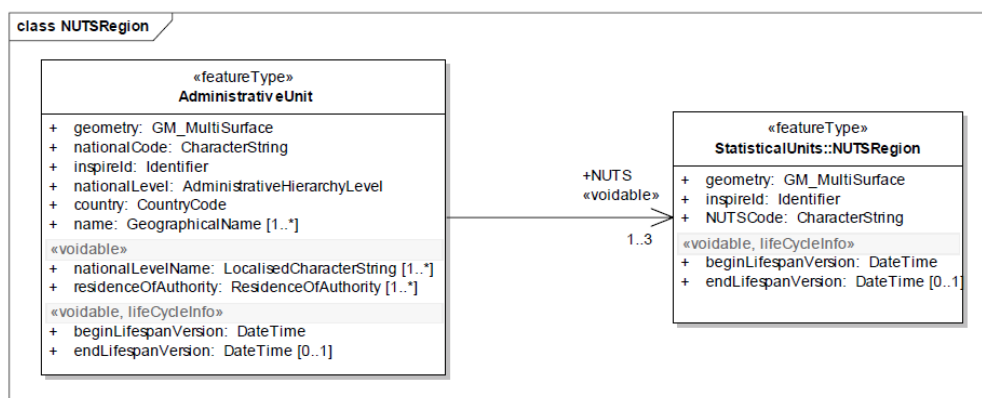 class NUTSRegion
«featureType»
AdministrativeUnit
+ geometry: GM_MultiSurface
+ nationalCode: CharacterString
+ inspireId: Identifier
+ nationalLevel: AdministrativeHierarchyLevel
+ country: CountryCode
+ name: GeographicalName [1..*]
«voidable»
+ nationalLevelName: LocalisedCharacterString [1..*]
+ residenceOfAuthority: ResidenceOfAuthority [1..*]
«voidable, lifeCycleInfo»
+ beginLifespanVersion: DateTime
+ endLifespanVersion: DateTime [0..1]
+NUTS
«voidable»
1..3
«featureType»
StatisticalUnits::NUTSRegion
+ geometry: GM_MultiSurface
+ inspireId: Identifier
+ NUTSCode: CharacterString
«voidable, lifeCycleInfo»
+ beginLifespanVersion: DateTime
+ endLifespanVersion: DateTime [0..1]